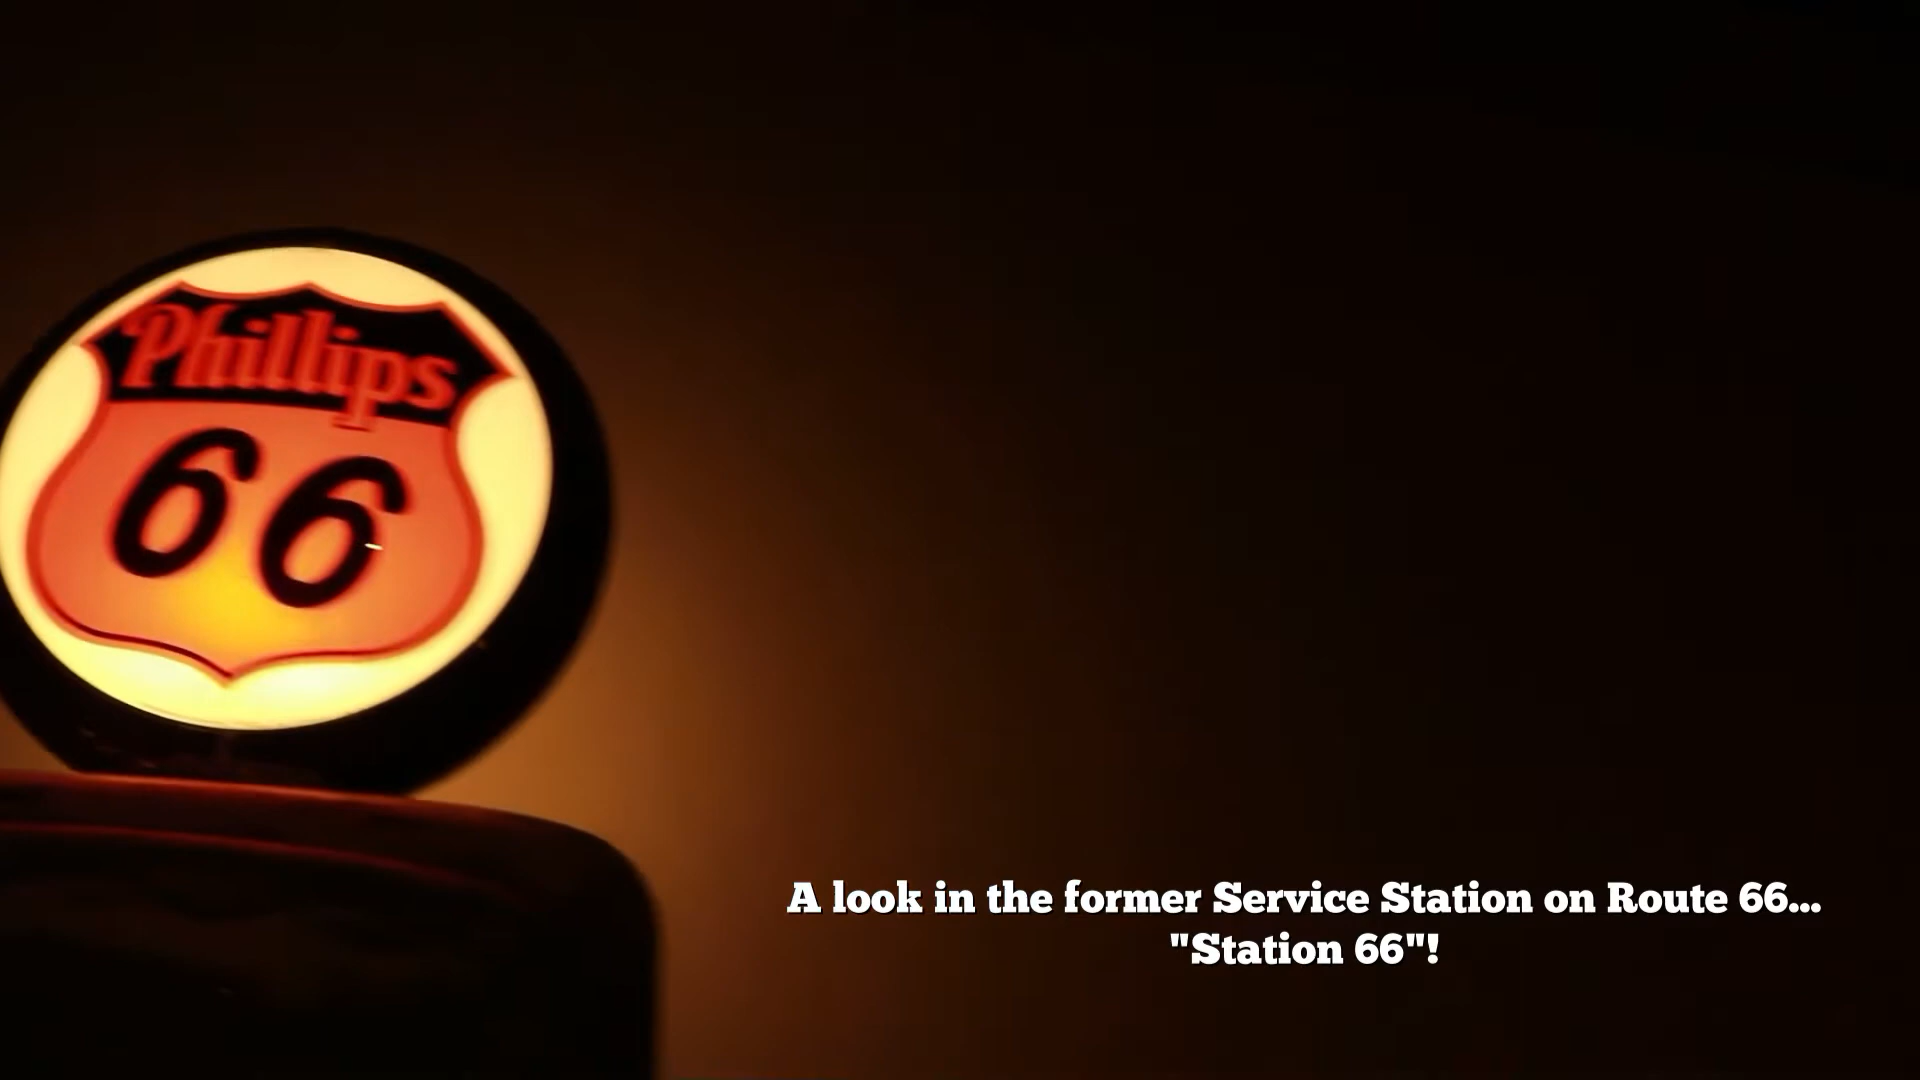 Phillips
66
A look in the former Service Station on Route 66...
"Station 66"!